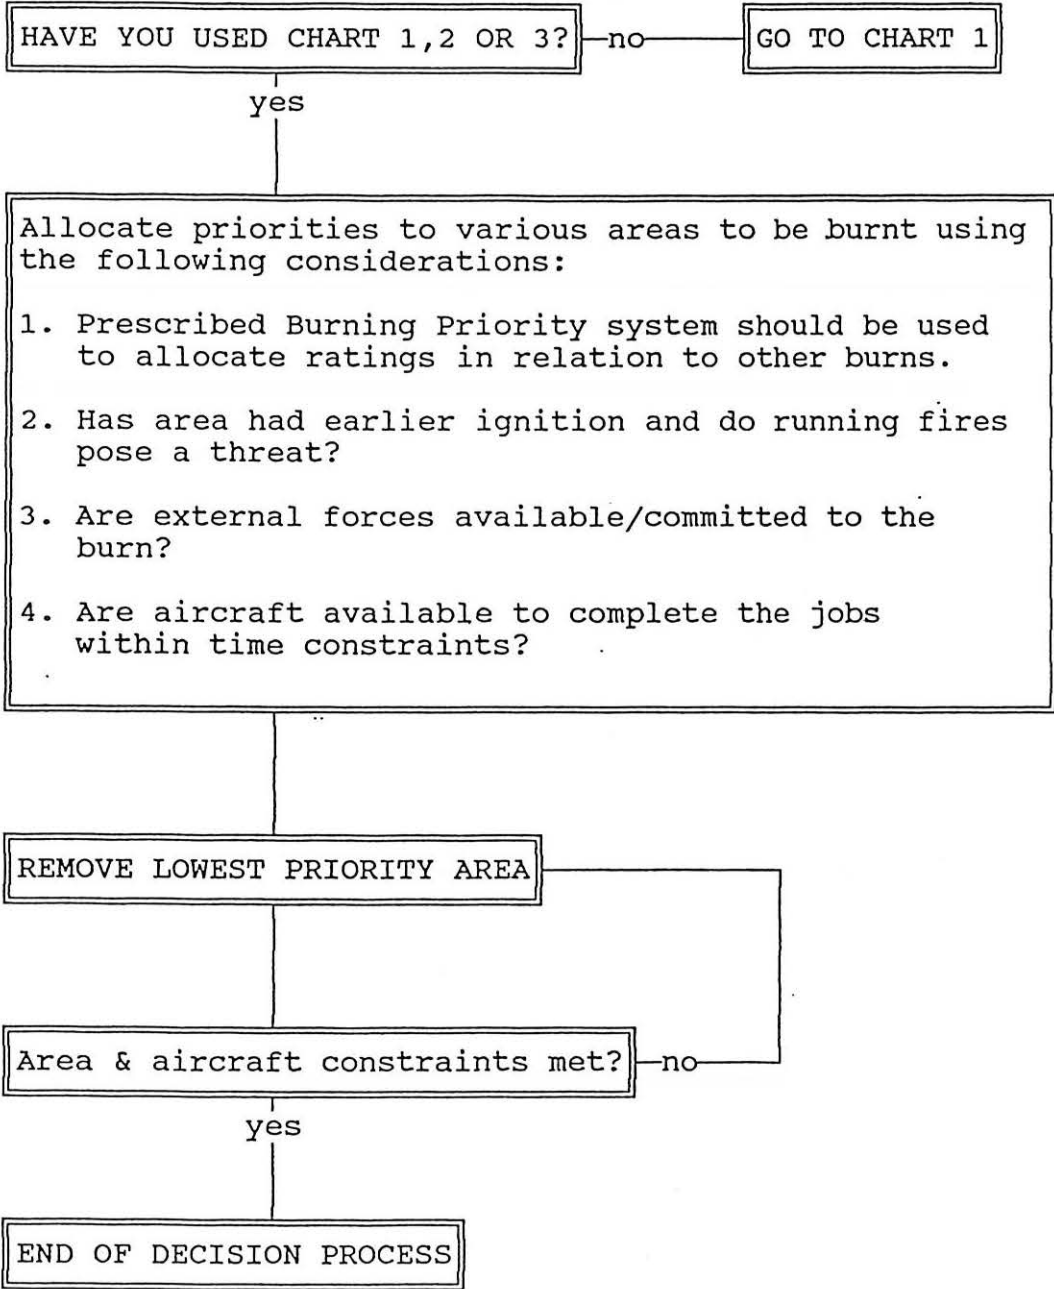 HAVE YOU USED CHART 1,2 OR 3?
no
GO TO CHART 1
yes
Allocate priorities to various areas to be burnt using
the following considerations:
1. Prescribed Burning Priority system should be used
to allocate ratings in relation to other burns.
2. Has area had earlier ignition and do running fires
pose a threat?
3. Are external forces available/committed to the
burn?
4. Are aircraft available to complete the jobs
within time constraints?
REMOVE LOWEST PRIORITY AREA
Area & aircraft constraints met?
no
yes
END OF DECISION PROCESS